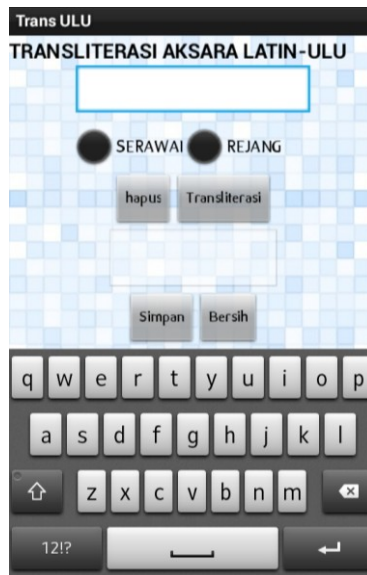 Trans ULU
TRANSLITERASI AKSARA LATIN-ULU
SERAWAI REJANG
hapus Transliterasi
Simpan Bersih
q w e r t y u i o p
a s d f g h j k l
z x c v b n m
12!?